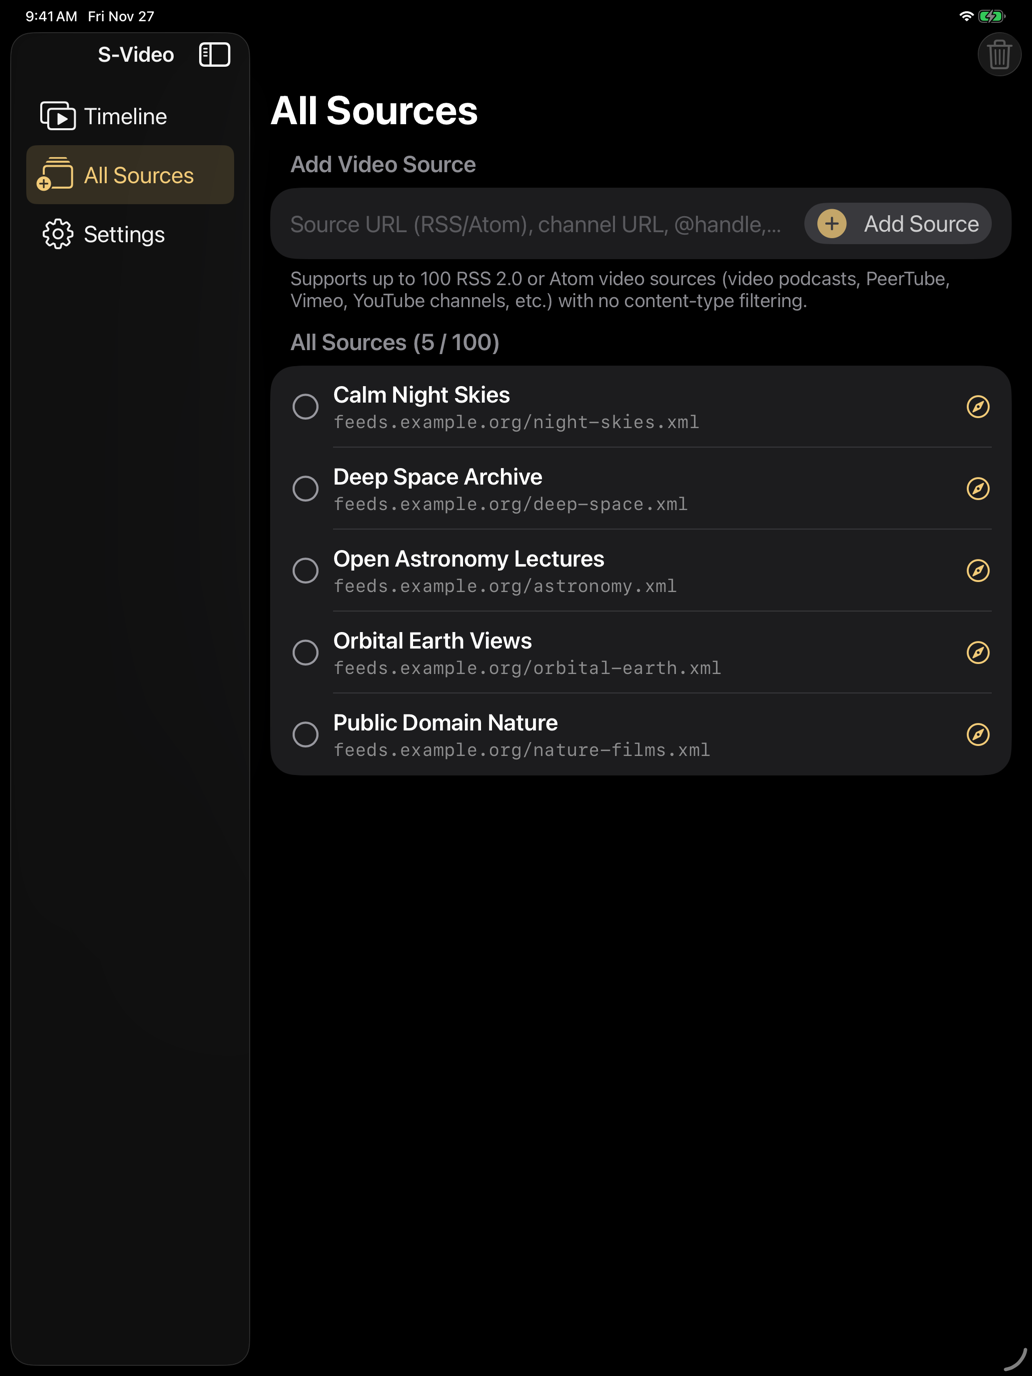 9:41 AM Fri Nov 27
S-Video
Timeline
All Sources
Settings
All Sources
Add Video Source
Source URL (RSS/Atom), channel URL, @handle,...
Add Source
Supports up to 100 RSS 2.0 or Atom video sources (video podcasts, PeerTube,
Vimeo, YouTube channels, etc.) with no content-type filtering.
All Sources (5 / 100)
Calm Night Skies
feeds.example.org/night-skies.xml
Deep Space Archive
feeds.example.org/deep-space.xml
Open Astronomy Lectures
feeds.example.org/astronomy.xml
Orbital Earth Views
feeds.example.org/orbital-earth.xml
Public Domain Nature
feeds.example.org/nature-films.xml